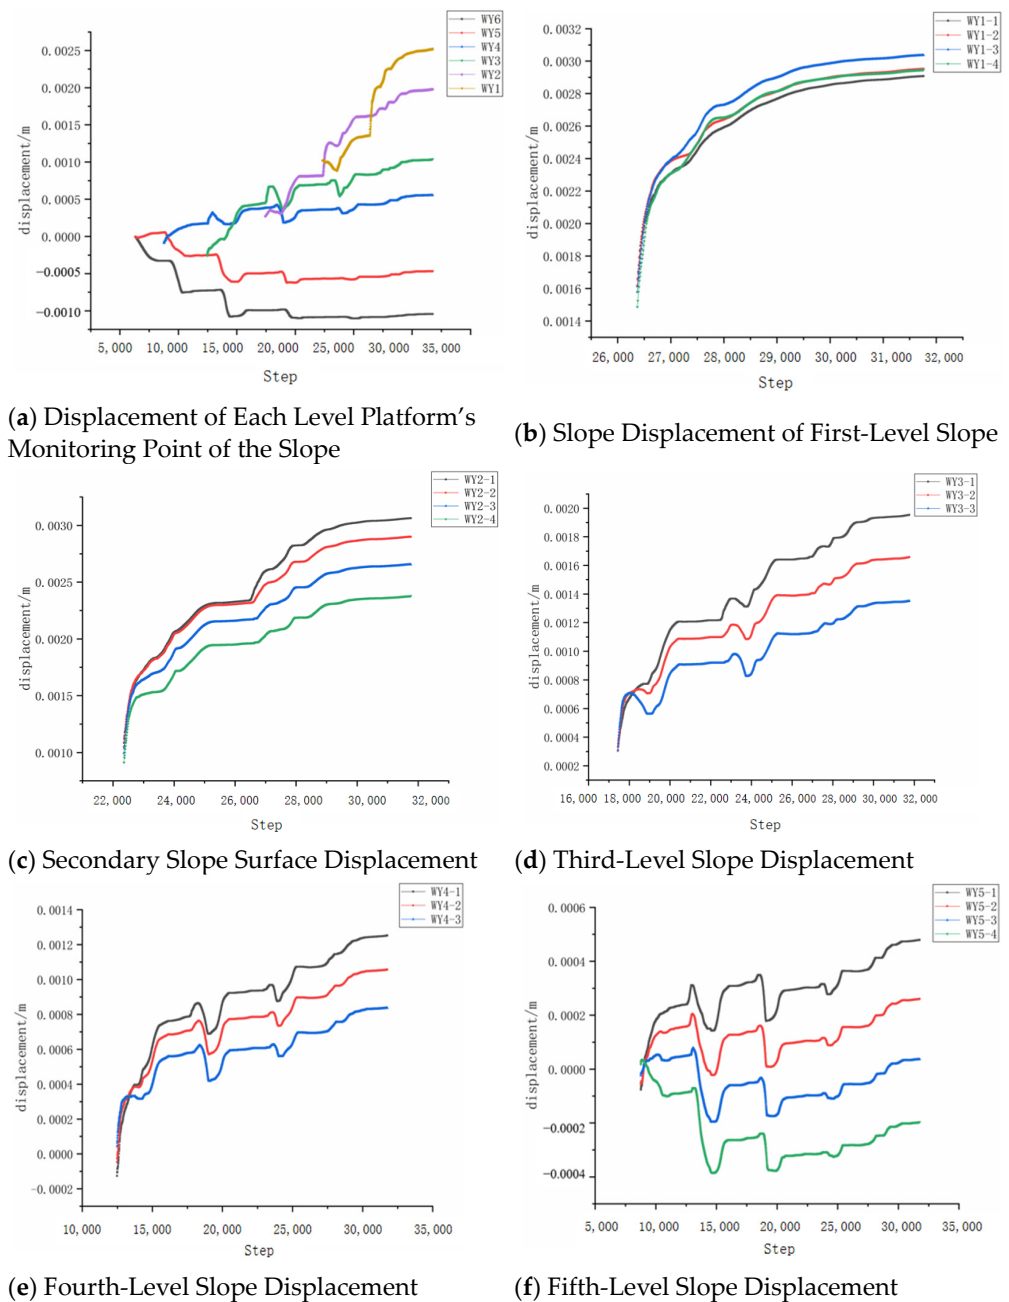 WY6
WY5
WY4
WY3
WY2
WY1
0.0025
0.0020
0.0015
0.0010
0.0005
0.0000
−0.0005
−0.0010
displacement/m
5,000 10,000 15,000 20,000 25,000 30,000 35,000
Step
(a) Displacement of Each Level Platform’s
Monitoring Point of the Slope
WY1-1
WY1-2
WY1-3
WY1-4
0.0032
0.0030
0.0028
0.0026
0.0024
0.0022
0.0020
0.0018
0.0016
0.0014
displacement/m
26,000 27,000 28,000 29,000 30,000 31,000 32,000
Step
(b) Slope Displacement of First-Level Slope
WY2-1
WY2-2
WY2-3
WY2-4
0.0030
0.0025
0.0020
0.0015
0.0010
displacement/m
22,000 24,000 26,000 28,000 30,000 32,000
Step
(c) Secondary Slope Surface Displacement
WY3-1
WY3-2
WY3-3
0.0020
0.0018
0.0016
0.0014
0.0012
0.0010
0.0008
0.0006
0.0004
0.0002
displacement/m
16,000 18,000 20,000 22,000 24,000 26,000 28,000 30,000 32,000
Step
(d) Third-Level Slope Displacement
WY4-1
WY4-2
WY4-3
0.0014
0.0012
0.0010
0.0008
0.0006
0.0004
0.0002
0.0000
-0.0002
displacement/m
10,000 15,000 20,000 25,000 30,000 35,000
Step
(e) Fourth-Level Slope Displacement
WY5-1
WY5-2
WY5-3
WY5-4
0.0006
0.0004
0.0002
0.0000
−0.0002
−0.0004
displacement/m
5,000 10,000 15,000 20,000 25,000 30,000 35,000
Step
(f) Fifth-Level Slope Displacement